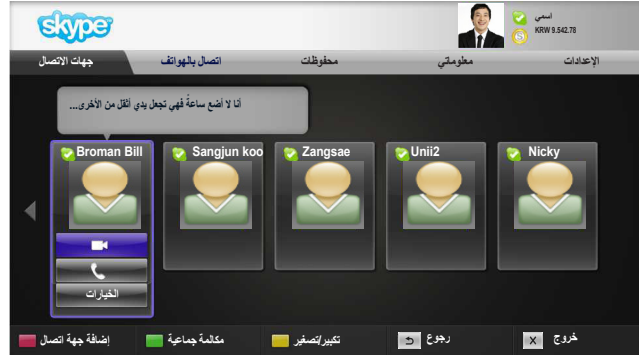 skype
اسمي
KRW 9.542.78
جهات الاتصال
اتصال بالهواتف
محفوظات
معلوماتي
الإعدادات
أنا لا أضع ساعةً فهي تجعل يدي أثقل من الأخرى...
Broman Bill
Sangjun koo
Zangsae
Unii2
Nicky
الخيارات
إضافة جهة اتصال
مكالمة جماعية
تكبير/تصغير
رجوع
خروج
X